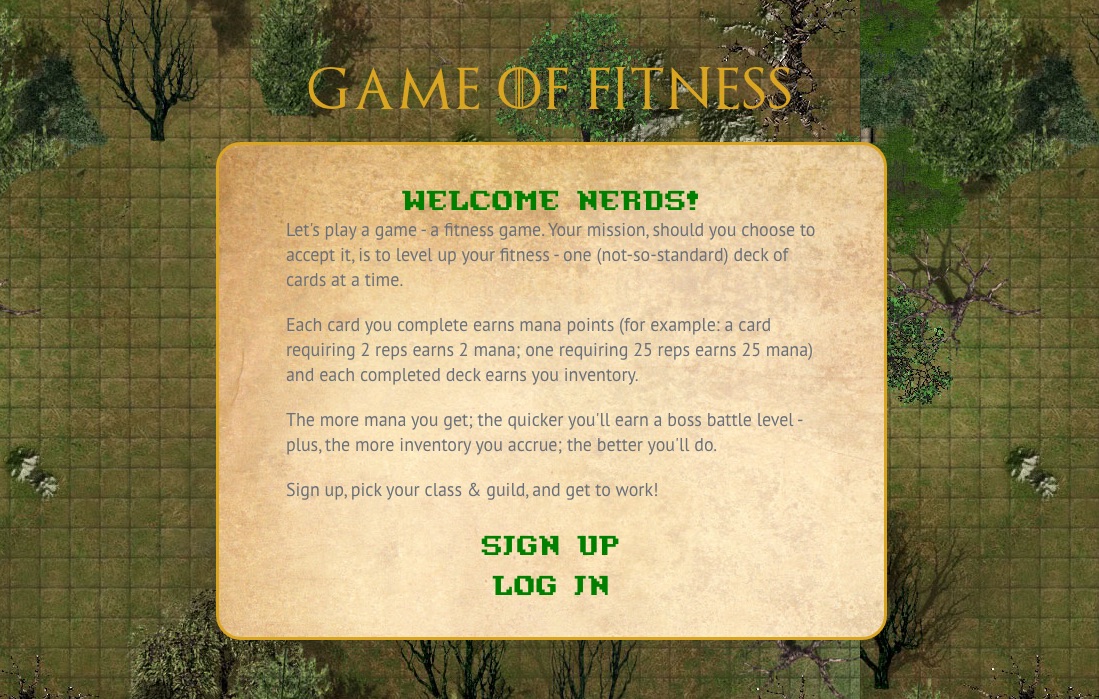 GAME OF FITNESS
WELCOME NERDS!
Let's play a game - a fitness game. Your mission, should you choose to
accept it, is to level up your fitness - one (not-so-standard) deck of
cards at a time.
Each card you complete earns mana points (for example: a card
requiring 2 reps earns 2 mana; one requiring 25 reps earns 25 mana)
and each completed deck earns you inventory.
The more mana you get; the quicker you'll earn a boss battle level -
plus, the more inventory you accrue; the better you'll do.
Sign up, pick your class & guild, and get to work!
SIGN UP
LOG IN